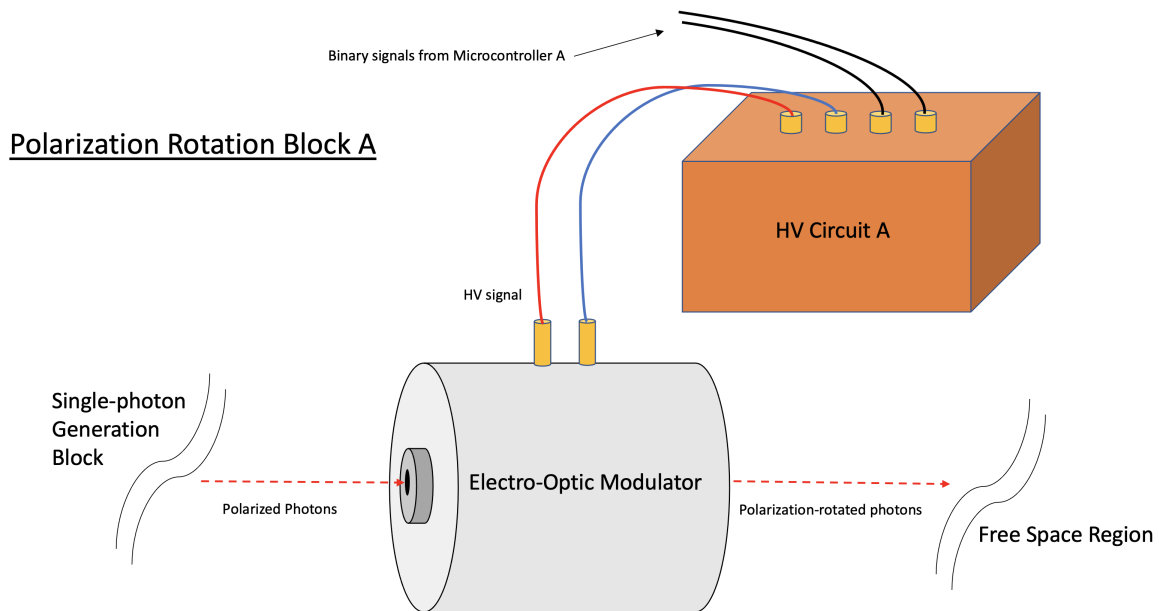 Binary signals from Microcontroller A
Polarization Rotation Block A
HV Circuit A
HV signal
Single-photon
Generation
Block
Electro-Optic Modulator
Polarized Photons
Polarization-rotated photons
Free Space Region